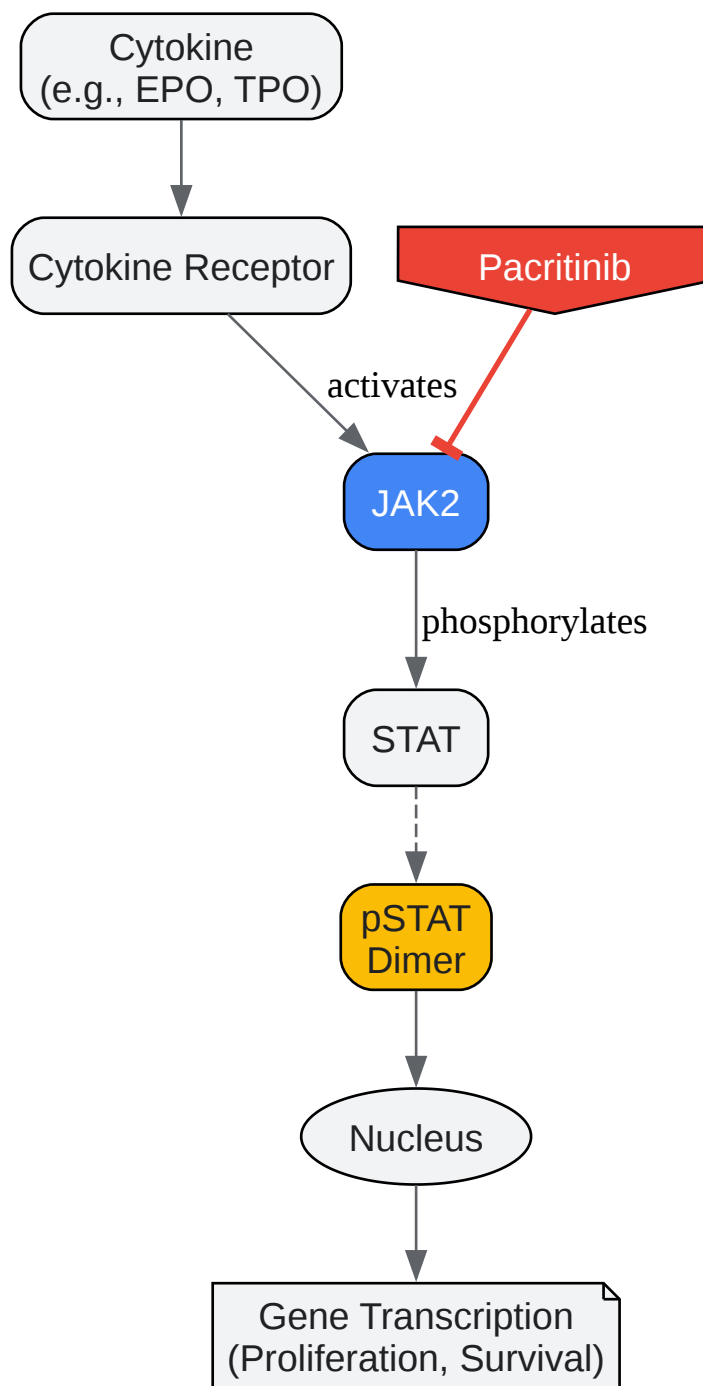 Cytokine
(e.g., EPO, TPO)
Cytokine Receptor
Pacritinib
activates
JAK2
phosphorylates
STAT
pSTAT
Dimer
Nucleus
Gene Transcription
(Proliferation, Survival)